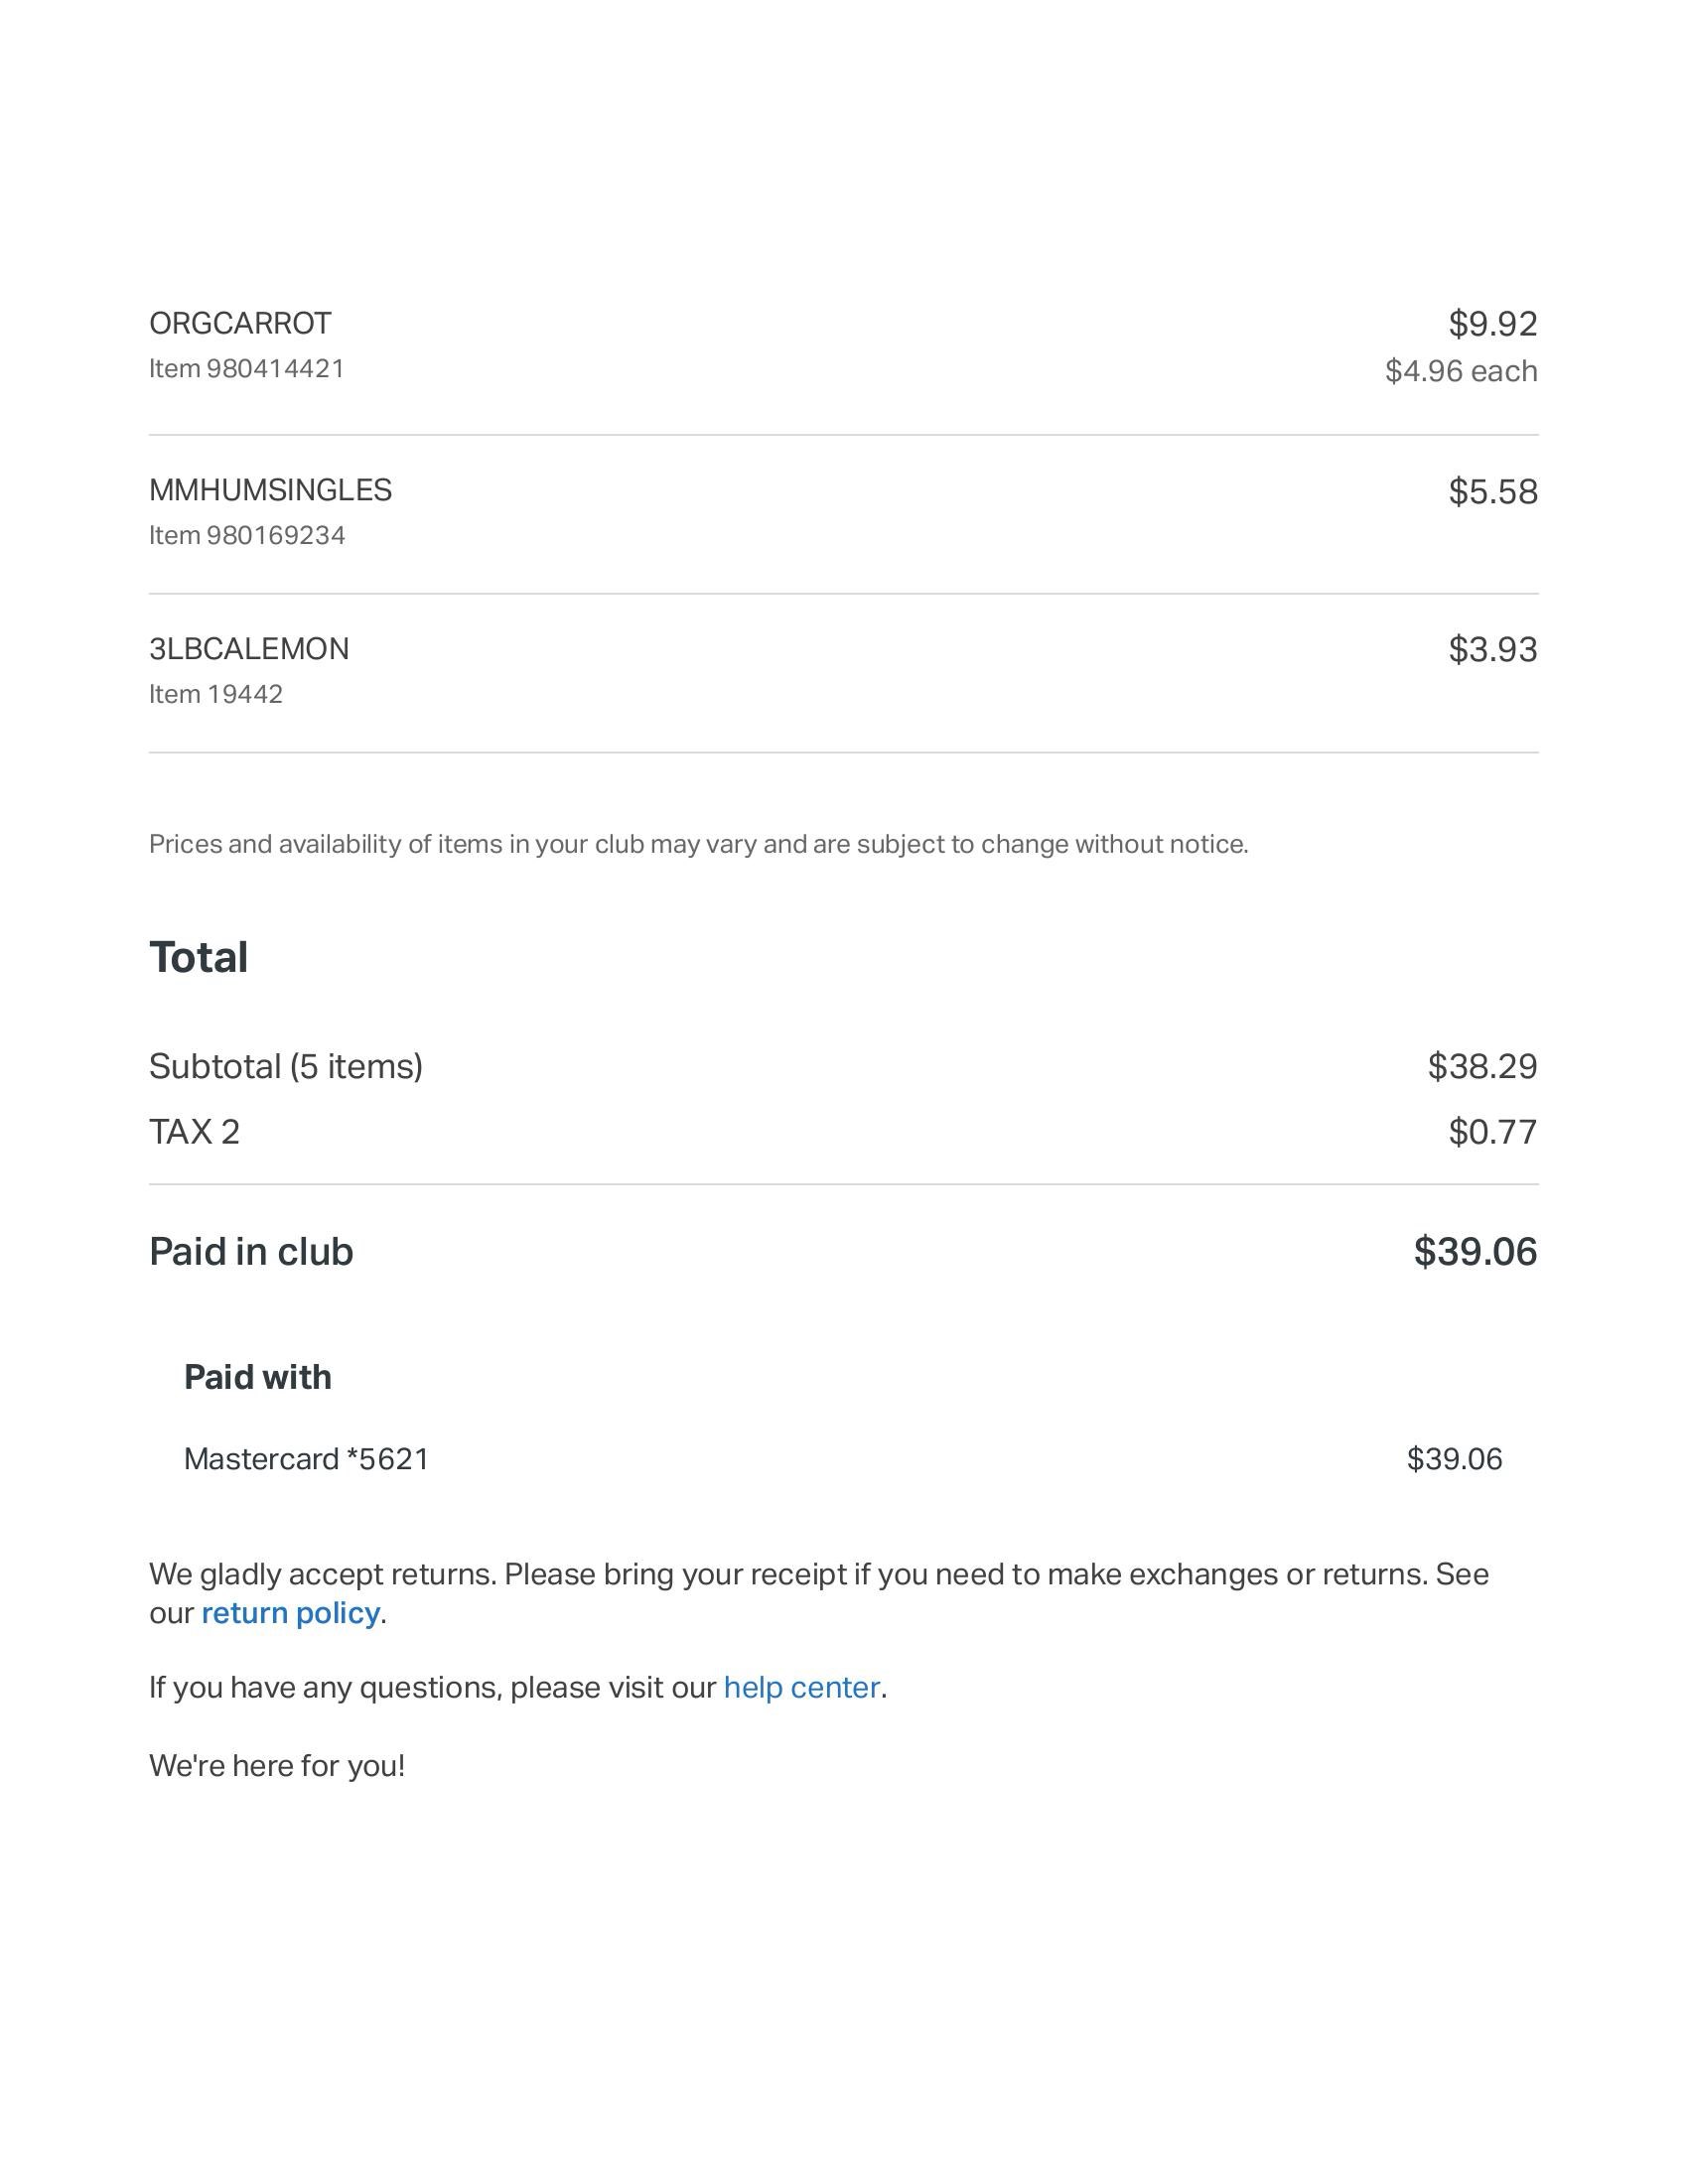 ORGCARROT $9.92
Item 980414421 $4.96 each
MMHUMSINGLES $5.58
Item 980169234
3LBCALEMON $3.93
Item 19442
Prices and availability of items in your club may vary and are subject to change without notice.
Total
Subtotal (5 items) $38.29
TAX 2 $0.77
Paid in club $39.06
Paid with
Mastercard *5621 $39.06
We gladly accept returns. Please bring your receipt if you need to make exchanges or returns. See
our return policy.
If you have any questions, please visit our help center.
We're here for you!